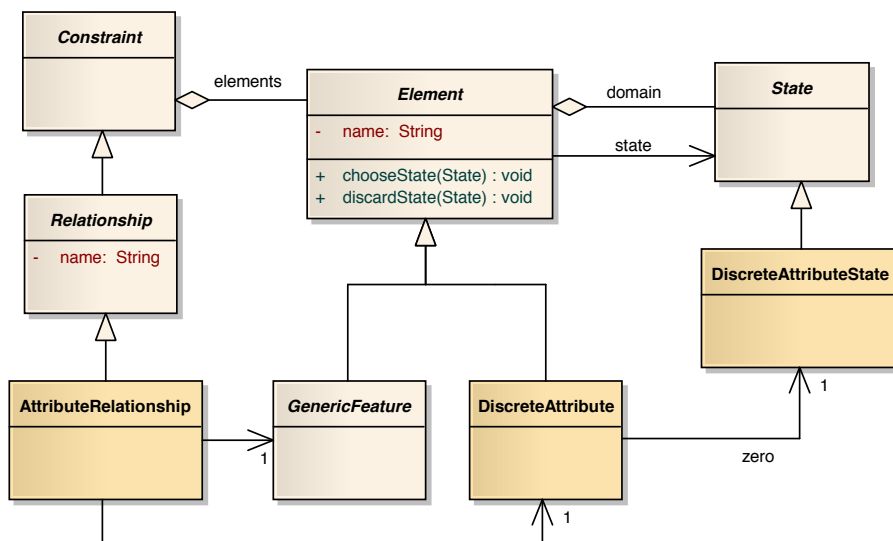 Constraint
elements
Element
- name: String
+ chooseState(State) : void
+ discardState(State) : void
domain
state
State
Relationship
- name: String
DiscreteAttributeState
AttributeRelationship
1
GenericFeature
DiscreteAttribute
zero
1
1